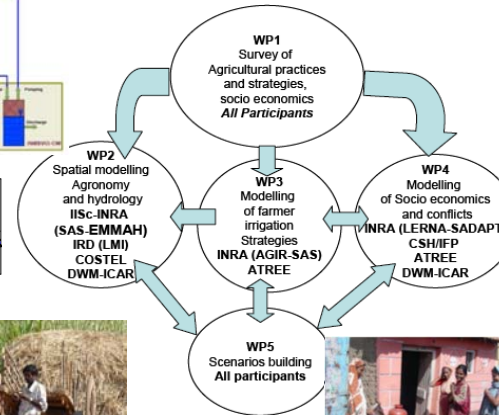 WP1
Survey of
Agricultural practices
and strategies,
socio economics
All Participants
Pumping
Discharge
WP2
Spatial modelling
Agronomy
and hydrology
IISc-INRA
(SAS-EMMAH)
IRD (LMI)
COSTEL
DWM-ICAR
WP3
Modelling
of farmer
irrigation
Strategies
INRA (AGIR-SAS)
ATREE
WP4
Modelling
of Socio economics
and conflicts
INRA (LERNA-SADAPT
CSH/IFP
ATREE
DWM-ICAR
WP5
Scenarios building
All participants